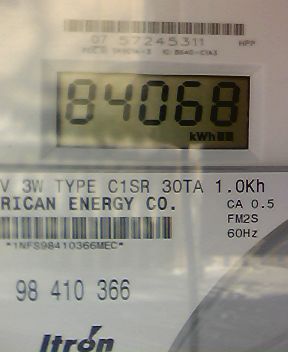 07 57245311 HPP
84068
kWh
V 3W TYPE C1SR 30TA 1.0Kh
RICAN ENERGY CO. CA 0.5
FM2S
*1NFS98410366MEC* 60Hz
98 410 366
Itron